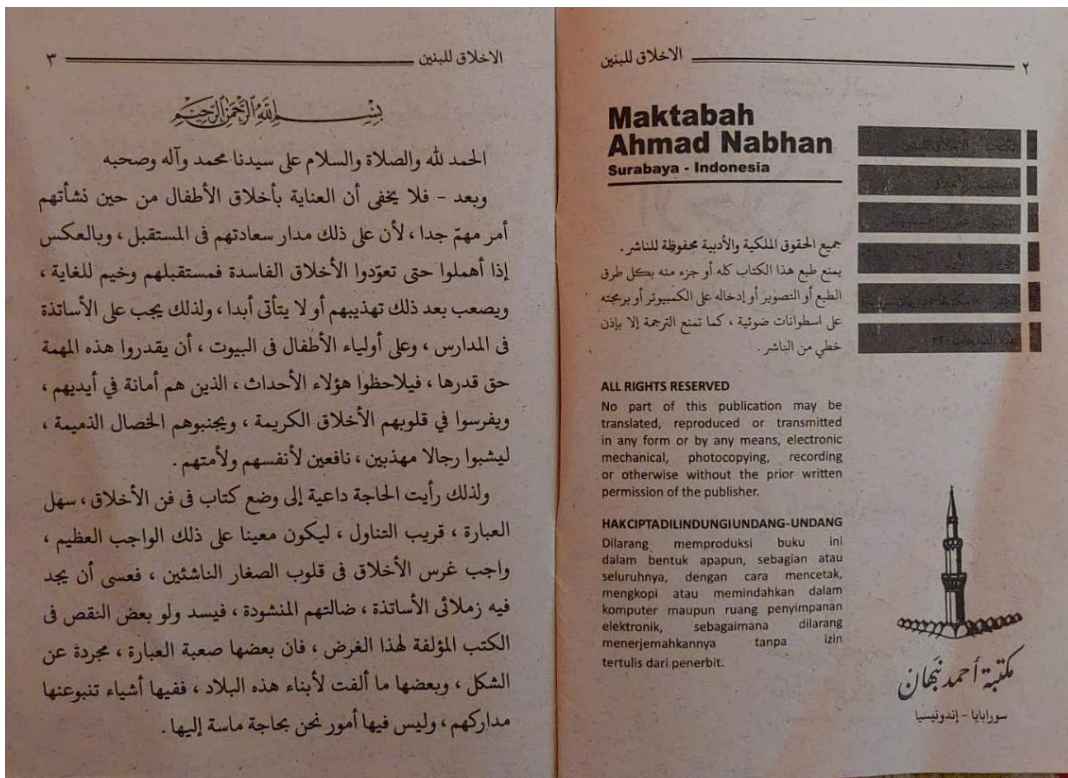 الاخلاق للبنين
٢
Maktabah
Ahmad Nabhan
Surabaya - Indonesia
جميع الحقوق الملكية والأدبية محفوظة للناشر .
يمنع طبع هذا الكتاب كله أو جزء منه بكل طرق
الطبع أو التصوير أو إدخاله على الكمبيوتر أو برمجته
على اسطوانات ضوئية ، كما تمنع الترجمة إلا بإذن
خطي من الناشر .
ALL RIGHTS RESERVED
No part of this publication may be
translated, reproduced or transmitted
in any form or by any means, electronic
mechanical, photocopying, recording
or otherwise without the prior written
permission of the publisher.
HAK CIPTA DILINDUNGI UNDANG-UNDANG
Dilarang memproduksi buku ini
dalam bentuk apapun, sebagian atau
seluruhnya, dengan cara mencetak,
mengkopi atau memindahkan dalam
komputer maupun ruang penyimpanan
elektronik, sebagaimana dilarang
menerjemahkannya tanpa izin
tertulis dari penerbit.
مكتبة أحمد نبهان
سورابايا – إندونيسيا
الاخلاق للبنين
٣
بِسْمِ اللَّهِ الرَّحْمَنِ الرَّحِيْمِ
الحمد لله والصلاة والسلام على سيدنا محمد وآله وصحبه
وبعد - فلا يخفى أن العناية بأخلاق الأطفال من حين نشأتهم
أمر مهمّ جدا ، لأن على ذلك مدار سعادتهم فى المستقبل ، وبالعكس
إذا أهملوا حتى تعوّدوا الأخلاق الفاسدة فمستقبلهم وخيم للغاية ،
ويصعب بعد ذلك تهذيبهم أو لا يتأتى أبدا ، ولذلك يجب على الأساتذة
فى المدارس ، وعلى أولياء الأطفال فى البيوت ، أن يقدروا هذه المهمة
حق قدرها ، فيلاحظوا هؤلاء الأحداث ، الذين هم أمانة في أيديهم ،
ويفرسوا في قلوبهم الأخلاق الكريمة ، ويجنبوهم الخصال الذميمة ،
ليشبوا رجالا مهذبين ، نافعين لأنفسهم ولأمتهم .
ولذلك رأيت الحاجة داعية إلى وضع كتاب فى فن الأخلاق ، سهل
العبارة ، قريب التناول ، ليكون معينا على ذلك الواجب العظيم ،
واجب غرس الأخلاق فى قلوب الصغار الناشئين ، فعسى أن يجد
فيه زملائى الأساتذة ، ضالتهم المنشودة ، فيسد ولو بعض النقص فى
الكتب المؤلفة لهذا الغرض ، فان بعضها صعبة العبارة ، مجردة عن
الشكل ، وبعضها ما ألفت لأبناء هذه البلاد ، ففيها أشياء تنبوعنها
مداركهم ، وليس فيها أمور نحن بحاجة ماسة إليها .